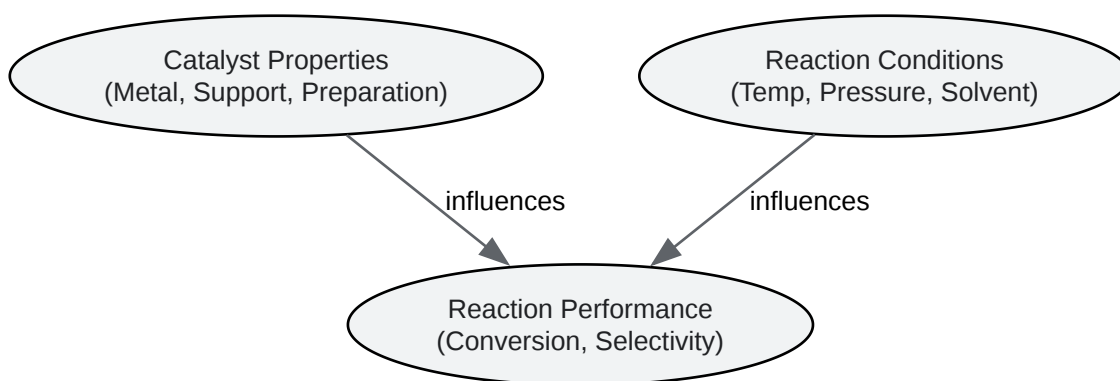 Catalyst Properties
(Metal, Support, Preparation)
Reaction Conditions
(Temp, Pressure, Solvent)
influences
influences
Reaction Performance
(Conversion, Selectivity)